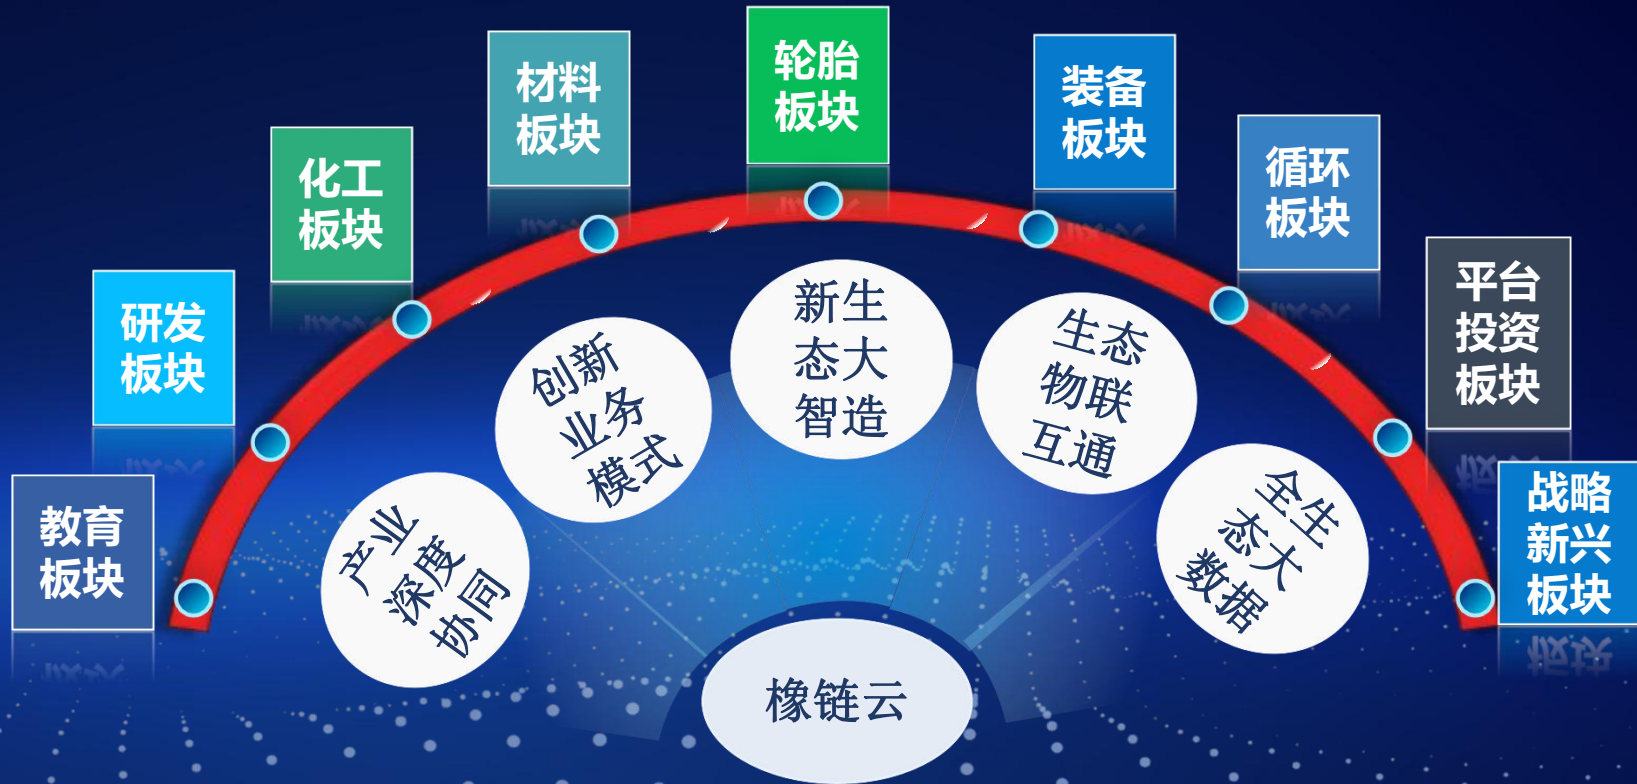 教育
板块
研发
板块
化工
板块
材料
板块
轮胎
板块
装备
板块
循环
板块
平台
投资
板块
战略
新兴
板块
产业
深度
协同
创新
业务
模式
新生
态大
智造
生态
物联
互通
全生
态大
数据
橡链云